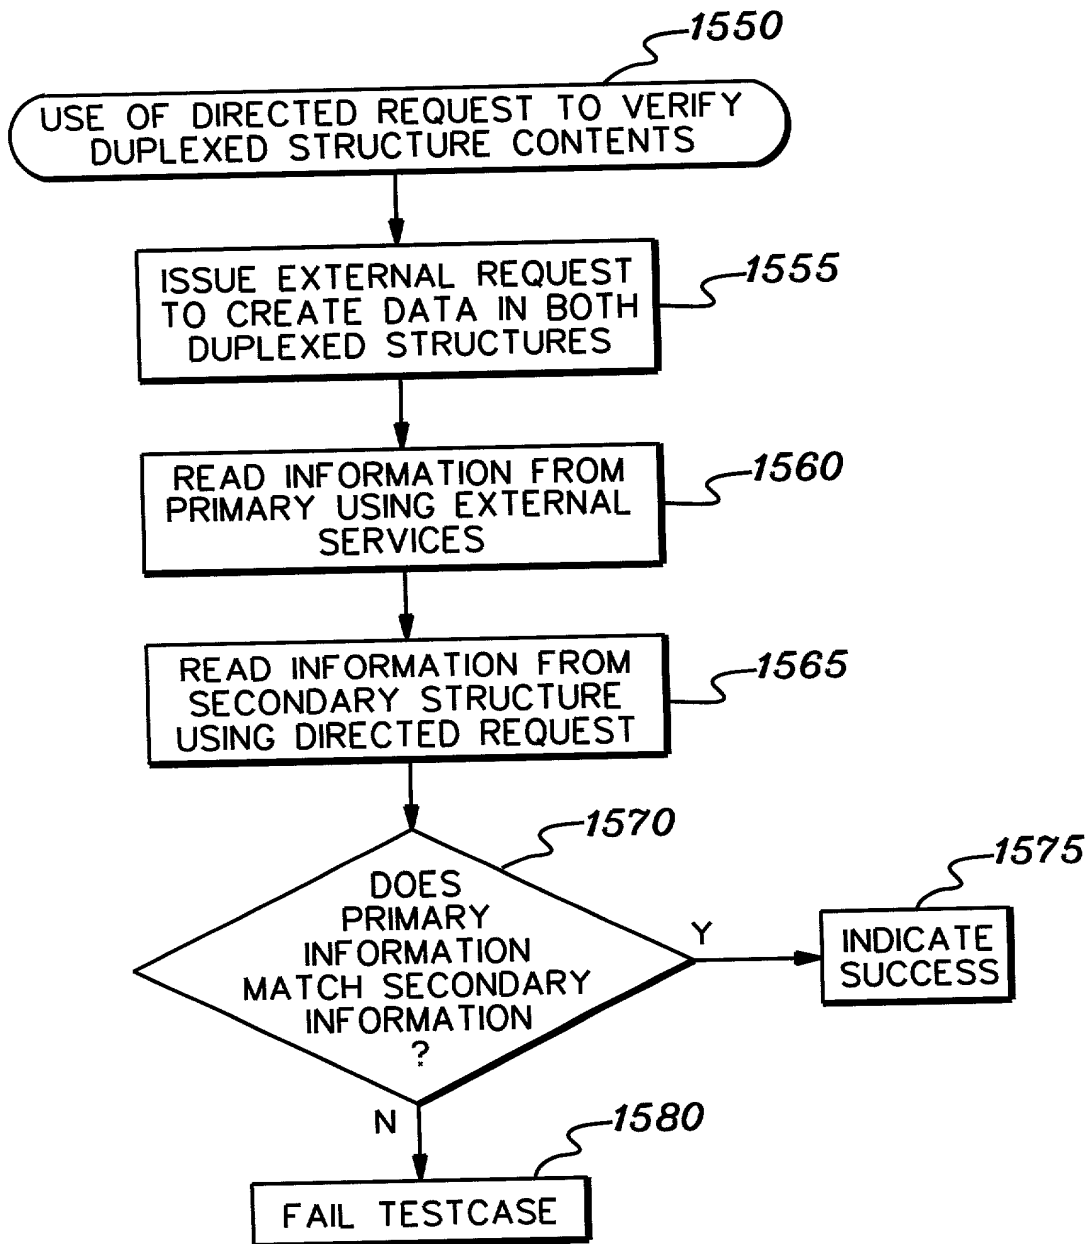 1550
USE OF DIRECTED REQUEST TO VERIFY
DUPLEXED STRUCTURE CONTENTS
ISSUE EXTERNAL REQUEST
TO CREATE DATA IN BOTH
DUPLEXED STRUCTURES
1555
READ INFORMATION FROM
PRIMARY USING EXTERNAL
SERVICES
1560
READ INFORMATION FROM
SECONDARY STRUCTURE
USING DIRECTED REQUEST
1565
1570
DOES
PRIMARY
INFORMATION
MATCH SECONDARY
INFORMATION
?
Y
1575
INDICATE
SUCCESS
N
1580
FAIL TESTCASE